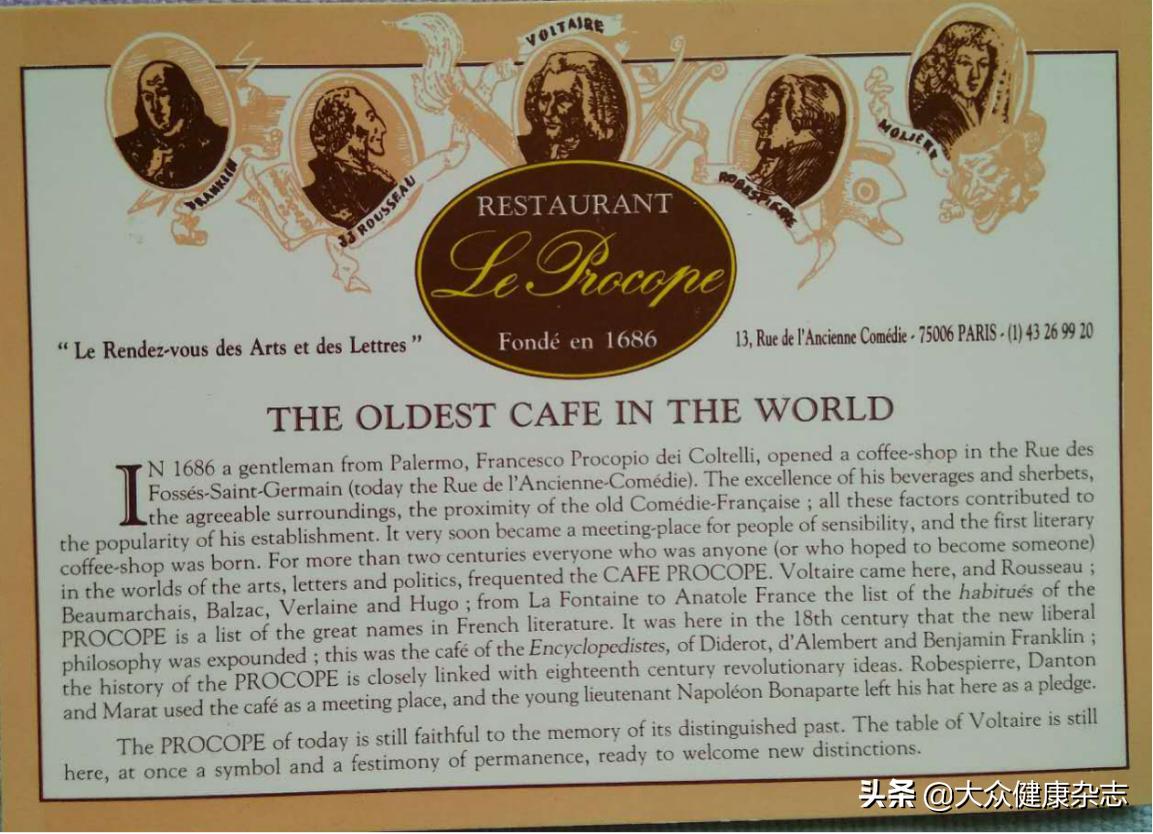 VOLTAIRE
FRANKLIN
JJ ROUSSEAU
ROBESPIERRE
MOLIÈRE
RESTAURANT
Le Procope
Fondé en 1686
“ Le Rendez-vous des Arts et des Lettres ”
13, Rue de l'Ancienne Comédie - 75006 PARIS - (1) 43 26 99 20
THE OLDEST CAFE IN THE WORLD
IN 1686 a gentleman from Palermo, Francesco Procopio dei Coltelli, opened a coffee-shop in the Rue des
Fossés-Saint-Germain (today the Rue de l'Ancienne-Comédie). The excellence of his beverages and sherbets,
the agreeable surroundings, the proximity of the old Comédie-Française ; all these factors contributed to
the popularity of his establishment. It very soon became a meeting-place for people of sensibility, and the first literary
coffee-shop was born. For more than two centuries everyone who was anyone (or who hoped to become someone)
in the worlds of the arts, letters and politics, frequented the CAFE PROCOPE. Voltaire came here, and Rousseau ;
Beaumarchais, Balzac, Verlaine and Hugo ; from La Fontaine to Anatole France the list of the habitués of the
PROCOPE is a list of the great names in French literature. It was here in the 18th century that the new liberal
philosophy was expounded ; this was the café of the Encyclopedistes, of Diderot, d'Alembert and Benjamin Franklin ;
the history of the PROCOPE is closely linked with eighteenth century revolutionary ideas. Robespierre, Danton
and Marat used the café as a meeting place, and the young lieutenant Napoléon Bonaparte left his hat here as a pledge.
The PROCOPE of today is still faithful to the memory of its distinguished past. The table of Voltaire is still
here, at once a symbol and a festimony of permanence, ready to welcome new distinctions.
头条 @大众健康杂志